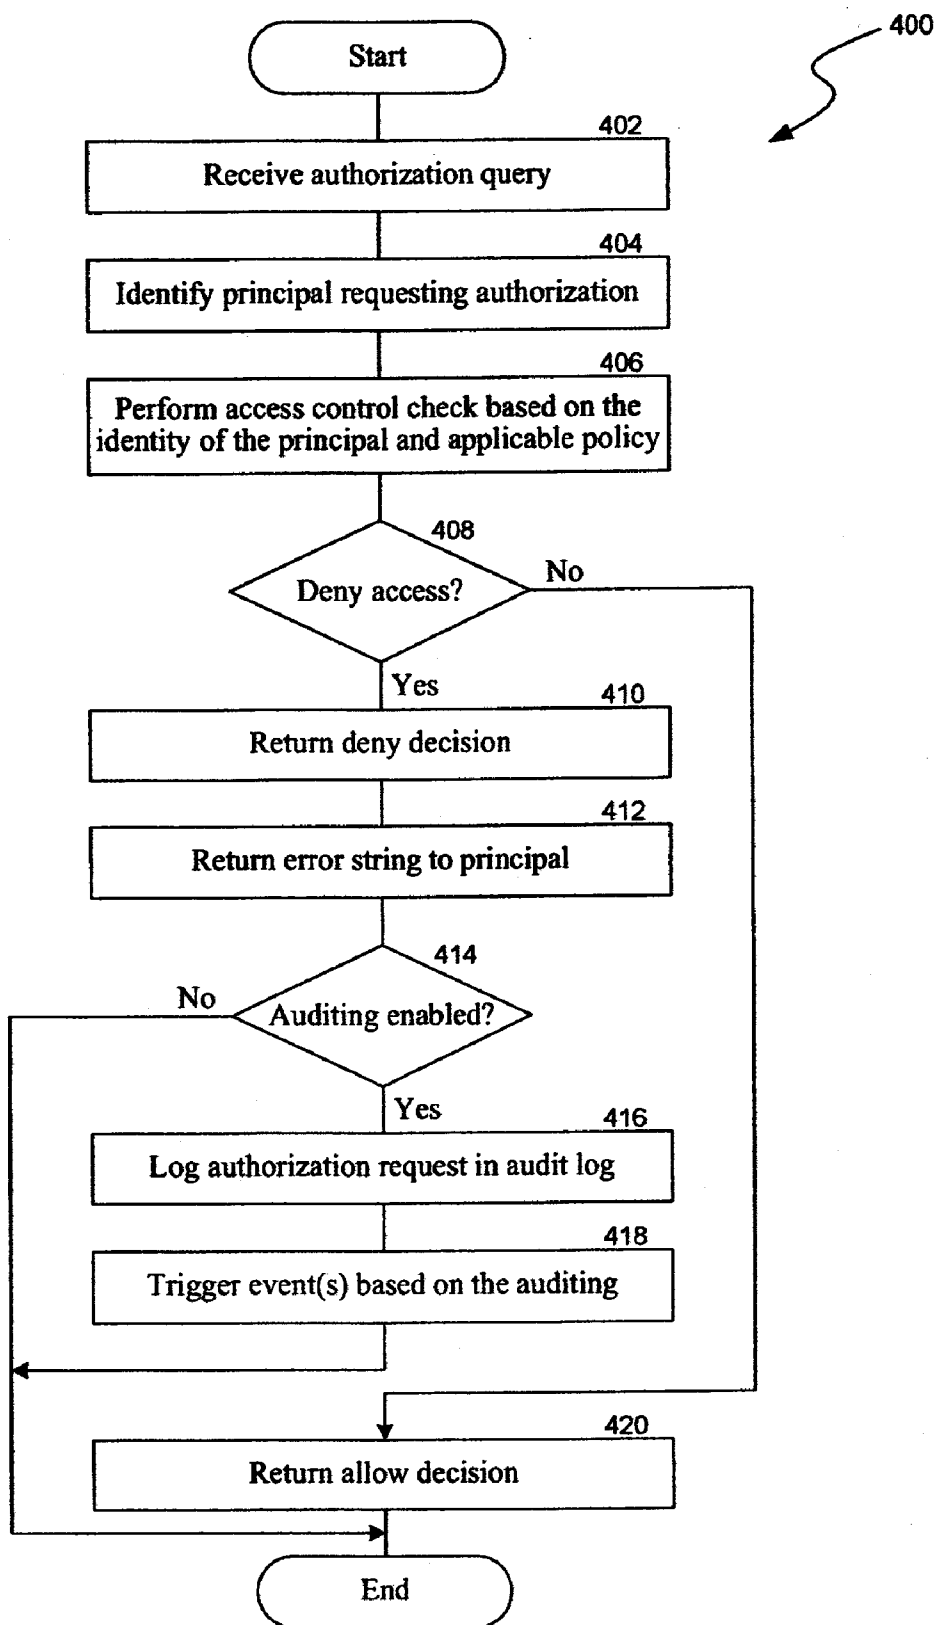 400
Start
402
Receive authorization query
404
Identify principal requesting authorization
406
Perform access control check based on the
identity of the principal and applicable policy
408
Deny access?
No
Yes
410
Return deny decision
412
Return error string to principal
414
No
Auditing enabled?
Yes
416
Log authorization request in audit log
418
Trigger event(s) based on the auditing
420
Return allow decision
End